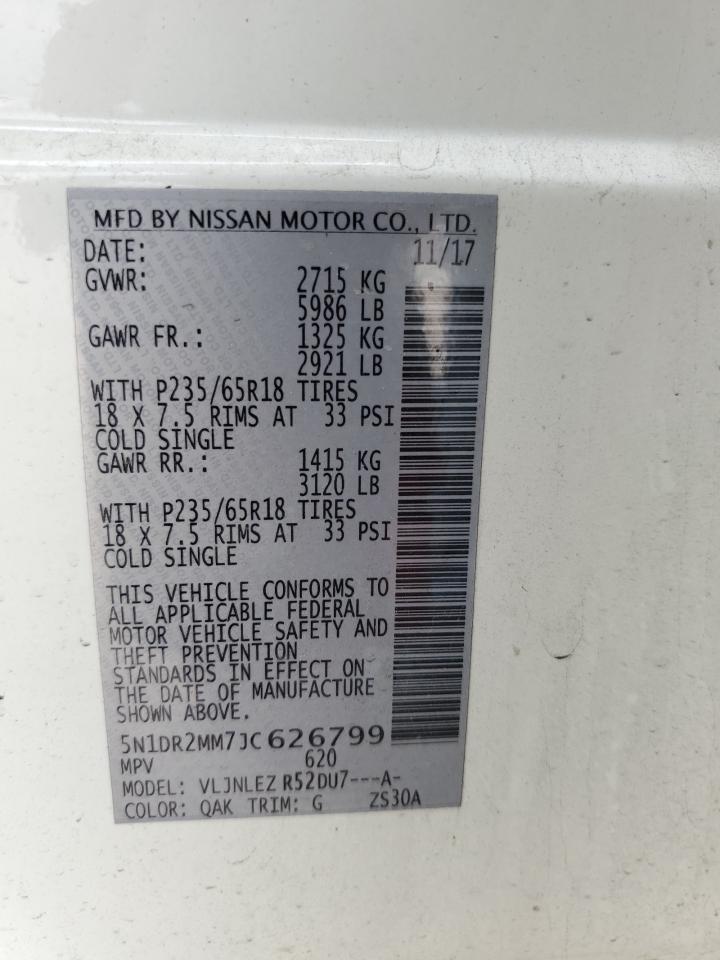 MFD BY NISSAN MOTOR CO., LTD.
DATE: 11/17
GVWR: 2715 KG
5986 LB
GAWR FR.: 1325 KG
2921 LB
WITH P235/65R18 TIRES
18 X 7.5 RIMS AT 33 PSI
COLD SINGLE
GAWR RR.: 1415 KG
3120 LB
WITH P235/65R18 TIRES
18 X 7.5 RIMS AT 33 PSI
COLD SINGLE
THIS VEHICLE CONFORMS TO
ALL APPLICABLE FEDERAL
MOTOR VEHICLE SAFETY AND
THEFT PREVENTION
STANDARDS IN EFFECT ON
THE DATE OF MANUFACTURE
SHOWN ABOVE.
5N1DR2MM7JC626799
MPV 620
MODEL: VLJNLEZ R52DU7---A-
COLOR: QAK TRIM: G ZS30A